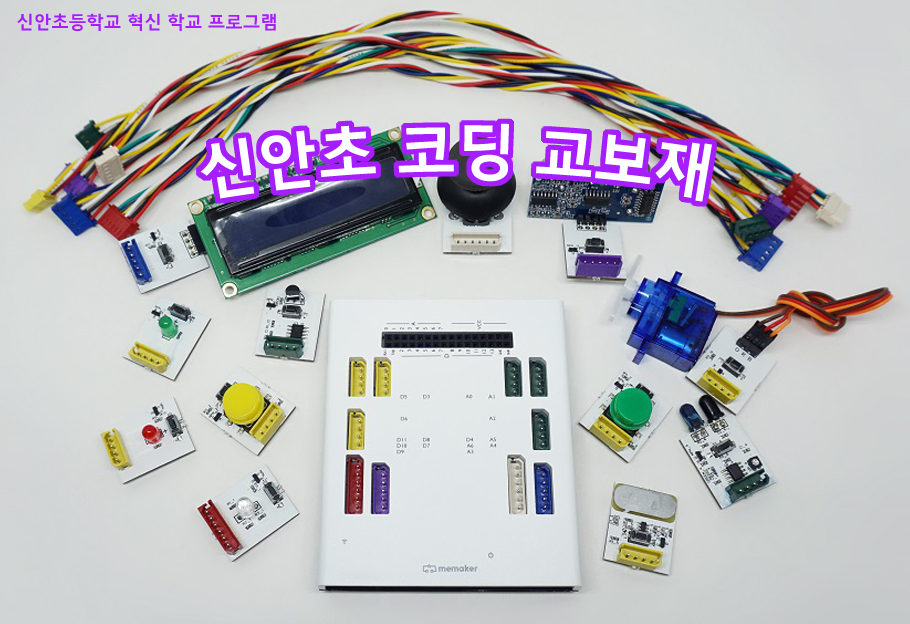 신안초등학교 혁신 학교 프로그램
신안초 코딩 교보재
A
VCC
D5 D3 A0 A1
D6 A2
D11 D8 D4 A5
D10 D7 A6 A4
D9 A3
memaker